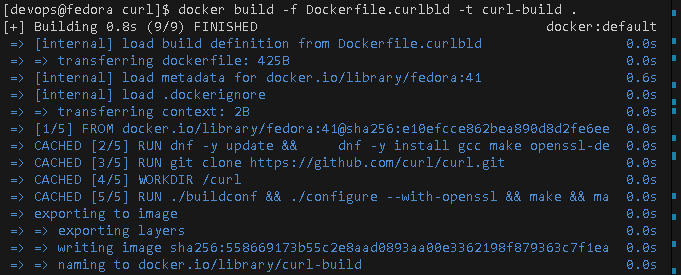 [devops@fedora curl]$ docker build -f Dockerfile.curlbld -t curl-build .
[+] Building 0.8s (9/9) FINISHED docker:default
=> [internal] load build definition from Dockerfile.curlbld 0.0s
=> => transferring dockerfile: 425B 0.0s
=> [internal] load metadata for docker.io/library/fedora:41 0.6s
=> [internal] load .dockerignore 0.0s
=> => transferring context: 2B 0.0s
=> [1/5] FROM docker.io/library/fedora:41@sha256:e10efcce862bea890d8d2fe6ee 0.0s
=> CACHED [2/5] RUN dnf -y update && dnf -y install gcc make openssl-de 0.0s
=> CACHED [3/5] RUN git clone https://github.com/curl/curl.git 0.0s
=> CACHED [4/5] WORKDIR /curl 0.0s
=> CACHED [5/5] RUN ./buildconf && ./configure --with-openssl && make && ma 0.0s
=> exporting to image 0.0s
=> => exporting layers 0.0s
=> => writing image sha256:558669173b55c2e8aad0893aa00e3362198f879363c7f1ea 0.0s
=> => naming to docker.io/library/curl-build 0.0s